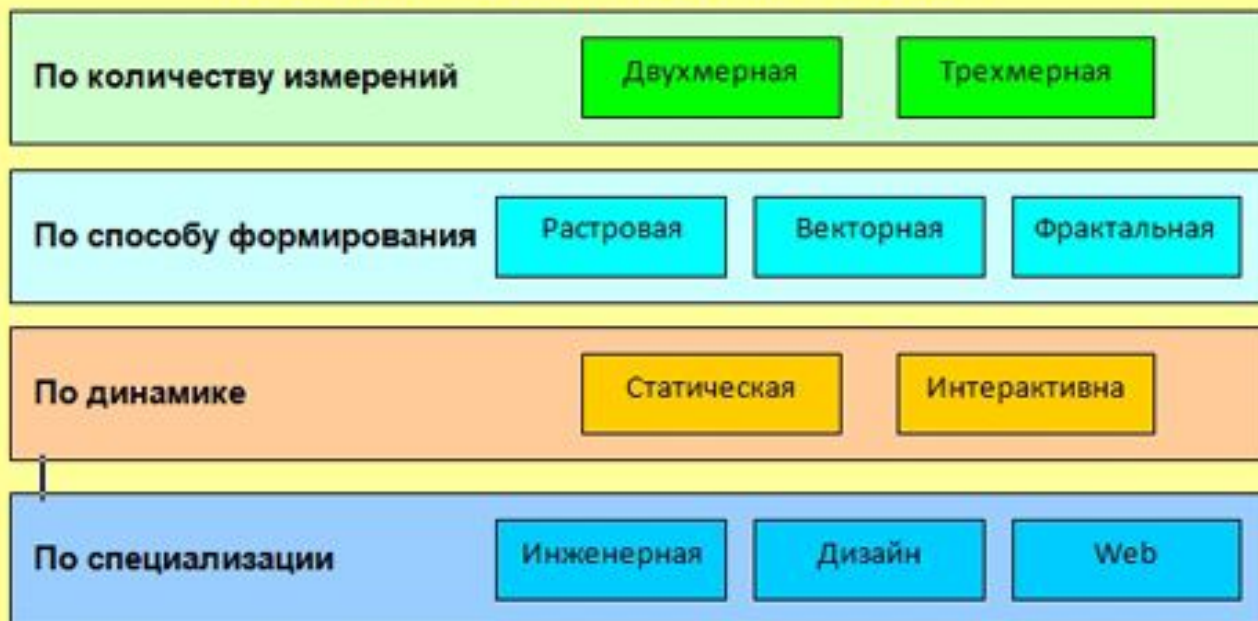 По количеству измерений Двухмерная Трехмерная
По способу формирования Растровая Векторная Фрактальная
По динамике Статическая Интерактивна
По специализации Инженерная Дизайн Web